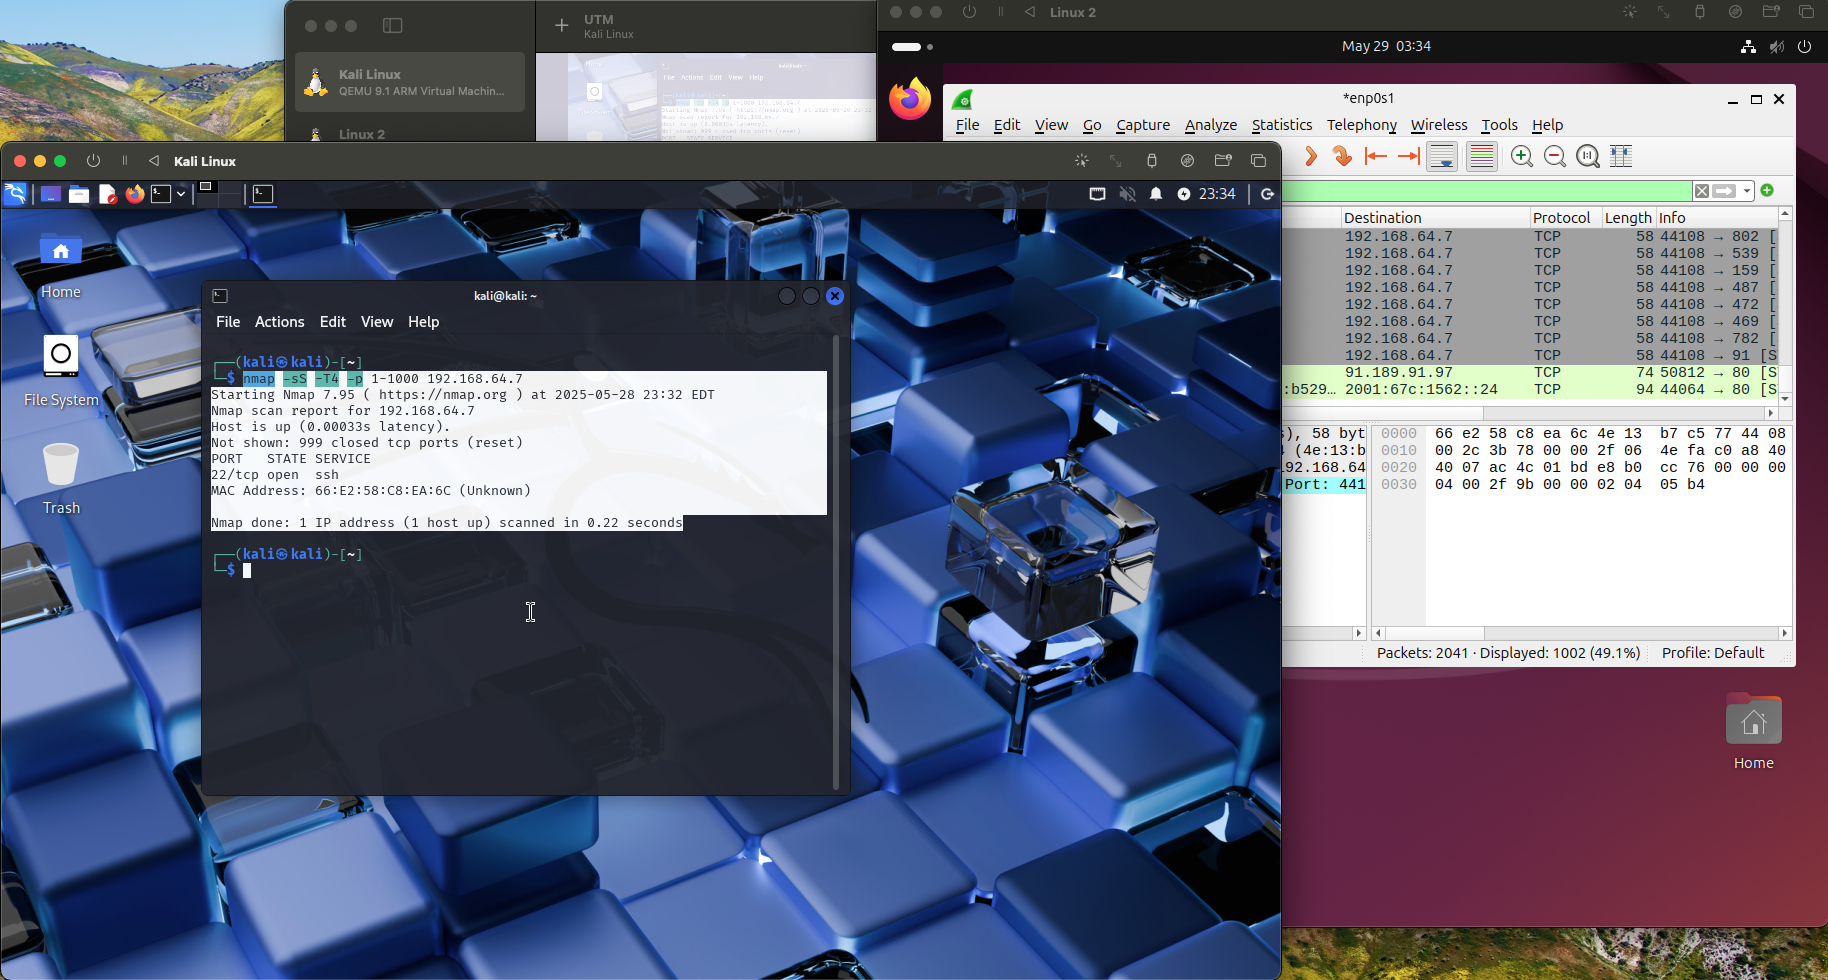 UTM
Kali Linux
Kali Linux
QEMU 9.1 ARM Virtual Machin...
Linux 2
Linux 2
May 29 03:34
*enp0s1
File Edit View Go Capture Analyze Statistics Telephony Wireless Tools Help
Destination Protocol Length Info
192.168.64.7 TCP 58 44108 → 802 [
192.168.64.7 TCP 58 44108 → 539 [
192.168.64.7 TCP 58 44108 → 159 [
192.168.64.7 TCP 58 44108 → 487 [
192.168.64.7 TCP 58 44108 → 472 [
192.168.64.7 TCP 58 44108 → 469 [
192.168.64.7 TCP 58 44108 → 782 [
192.168.64.7 TCP 58 44108 → 91 [S
91.189.91.97 TCP 74 50812 → 80 [S
:b529… 2001:67c:1562::24 TCP 94 44064 → 80 [S
), 58 byt
(4e:13:b
192.168.64
Port: 441
0000 66 e2 58 c8 ea 6c 4e 13 b7 c5 77 44 08
0010 00 2c 3b 78 00 00 2f 06 4e fa c0 a8 40
0020 40 07 ac 4c 01 bd e8 b0 cc 76 00 00 00
0030 04 00 2f 9b 00 00 02 04 05 b4
Packets: 2041 · Displayed: 1002 (49.1%) Profile: Default
Home
Kali Linux
23:34
Home
File System
Trash
kali@kali: ~
File Actions Edit View Help
┌──(kali㉿kali)-[~]
└─$ nmap -sS -T4 -p 1-1000 192.168.64.7
Starting Nmap 7.95 ( https://nmap.org ) at 2025-05-28 23:32 EDT
Nmap scan report for 192.168.64.7
Host is up (0.00033s latency).
Not shown: 999 closed tcp ports (reset)
PORT STATE SERVICE
22/tcp open ssh
MAC Address: 66:E2:58:C8:EA:6C (Unknown)
Nmap done: 1 IP address (1 host up) scanned in 0.22 seconds
┌──(kali㉿kali)-[~]
└─$